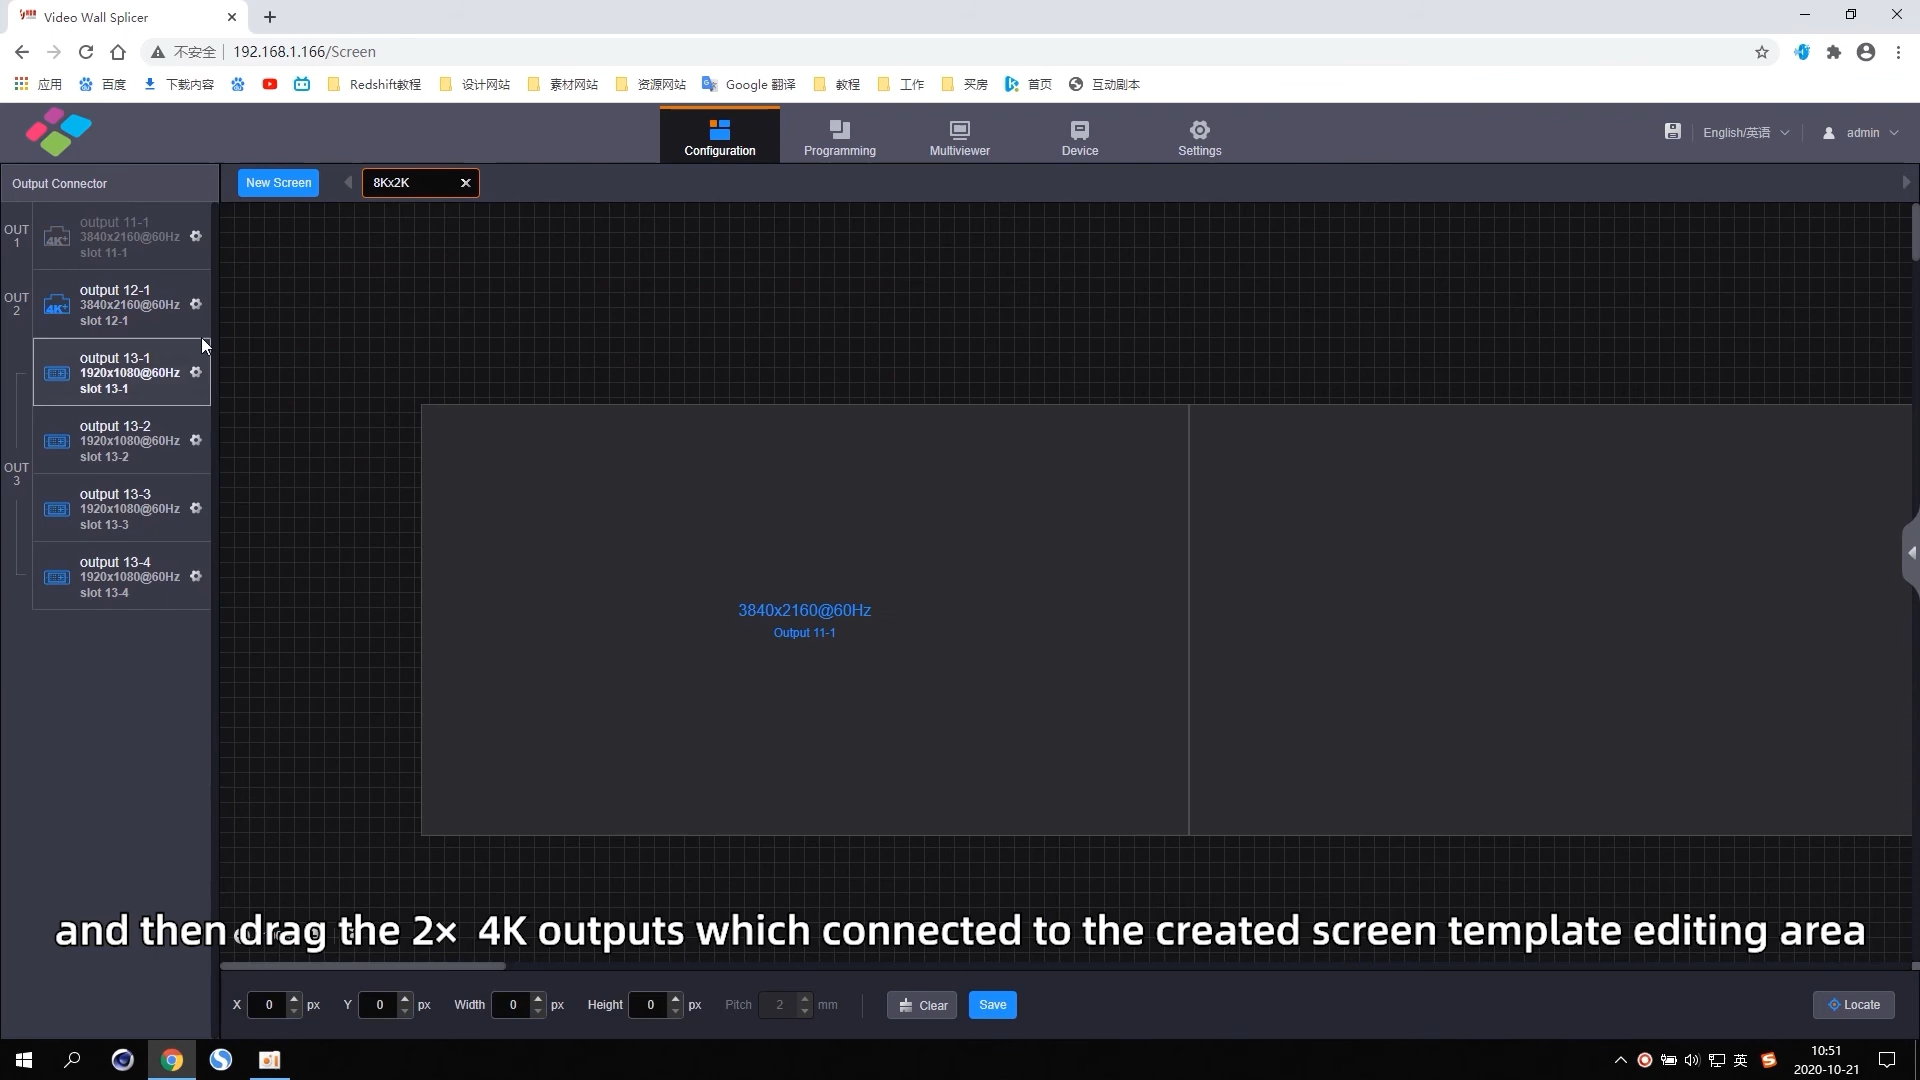 Video Wall Splicer
不安全 192.168.1.166/Screen
应用 百度 下载内容 Redshift教程 设计网站 素材网站 资源网站 Google 翻译 教程 工作 买房 首页 互动剧本
Configuration Programming Multiviewer Device Settings
English/英语 admin
Output Connector
New Screen 8Kx2K
OUT 1
output 11-1
3840x2160@60Hz
slot 11-1
OUT 2
output 12-1
3840x2160@60Hz
slot 12-1
OUT 3
output 13-1
1920x1080@60Hz
slot 13-1
output 13-2
1920x1080@60Hz
slot 13-2
output 13-3
1920x1080@60Hz
slot 13-3
output 13-4
1920x1080@60Hz
slot 13-4
4K+
4K+
3840x2160@60Hz
Output 11-1
and then drag the 2× 4K outputs which connected to the created screen template editing area
X 0 px Y 0 px Width 0 px Height 0 px Pitch 2 mm Clear Save Locate
英 10:51
2020-10-21